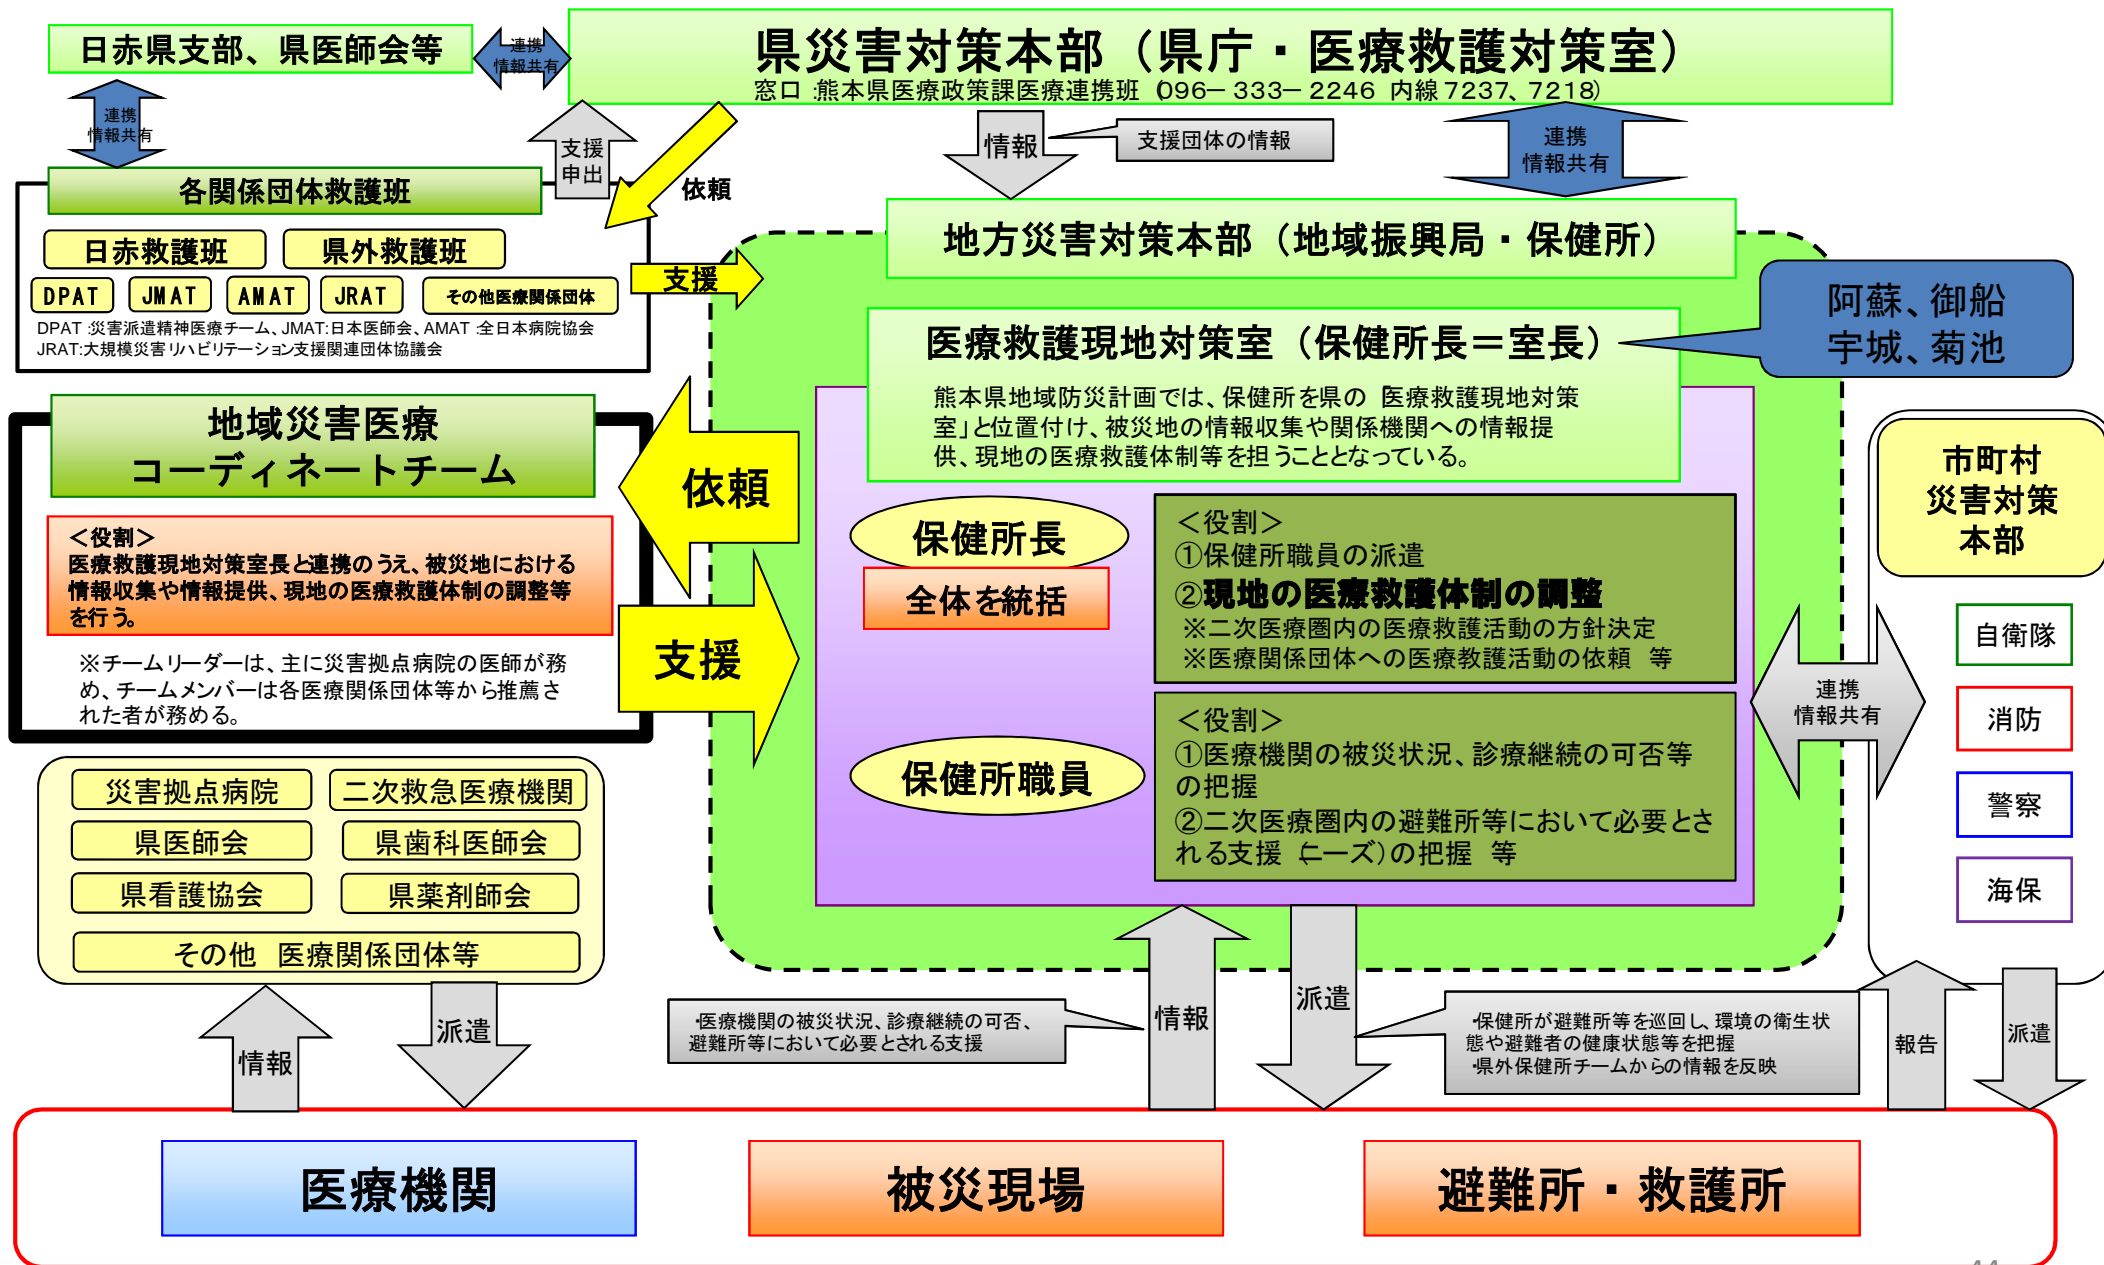 日赤県支部、県医師会等
連携
情報共有
県災害対策本部（県庁・医療救護対策室）
窓口：熊本県医療政策課医療連携班（096－333－2246 内線7237、7218）
連携
情報共有
支援
申出
依頼
情報
支援団体の情報
連携
情報共有
各関係団体救護班
日赤救護班
県外救護班
DPAT
JMAT
AMAT
JRAT
その他医療関係団体
DPAT：災害派遣精神医療チーム、JMAT:日本医師会、AMAT：全日本病院協会
JRAT:大規模災害リハビリテーション支援関連団体協議会
支援
地方災害対策本部（地域振興局・保健所）
医療救護現地対策室（保健所長＝室長）
阿蘇、御船
宇城、菊池
熊本県地域防災計画では、保健所を県の「医療救護現地対策
室」と位置付け、被災地の情報収集や関係機関への情報提
供、現地の医療救護体制等を担うこととなっている。
地域災害医療
コーディネートチーム
＜役割＞
医療救護現地対策室長と連携のうえ、被災地における
情報収集や情報提供、現地の医療救護体制の調整等
を行う。
※チームリーダーは、主に災害拠点病院の医師が務
め、チームメンバーは各医療関係団体等から推薦さ
れた者が務める。
依頼
支援
保健所長
全体を統括
＜役割＞
①保健所職員の派遣
②現地の医療救護体制の調整
※二次医療圏内の医療救護活動の方針決定
※医療関係団体への医療教護活動の依頼 等
保健所職員
＜役割＞
①医療機関の被災状況、診療継続の可否等
の把握
②二次医療圏内の避難所等において必要とさ
れる支援（ニーズ）の把握 等
連携
情報共有
市町村
災害対策
本部
自衛隊
消防
警察
海保
災害拠点病院
二次救急医療機関
県医師会
県歯科医師会
県看護協会
県薬剤師会
その他 医療関係団体等
情報
派遣
・医療機関の被災状況、診療継続の可否、
避難所等において必要とされる支援
情報
派遣
・保健所が避難所等を巡回し、環境の衛生状
態や避難者の健康状態等を把握
・県外保健所チームからの情報を反映
報告
派遣
医療機関
被災現場
避難所・救護所